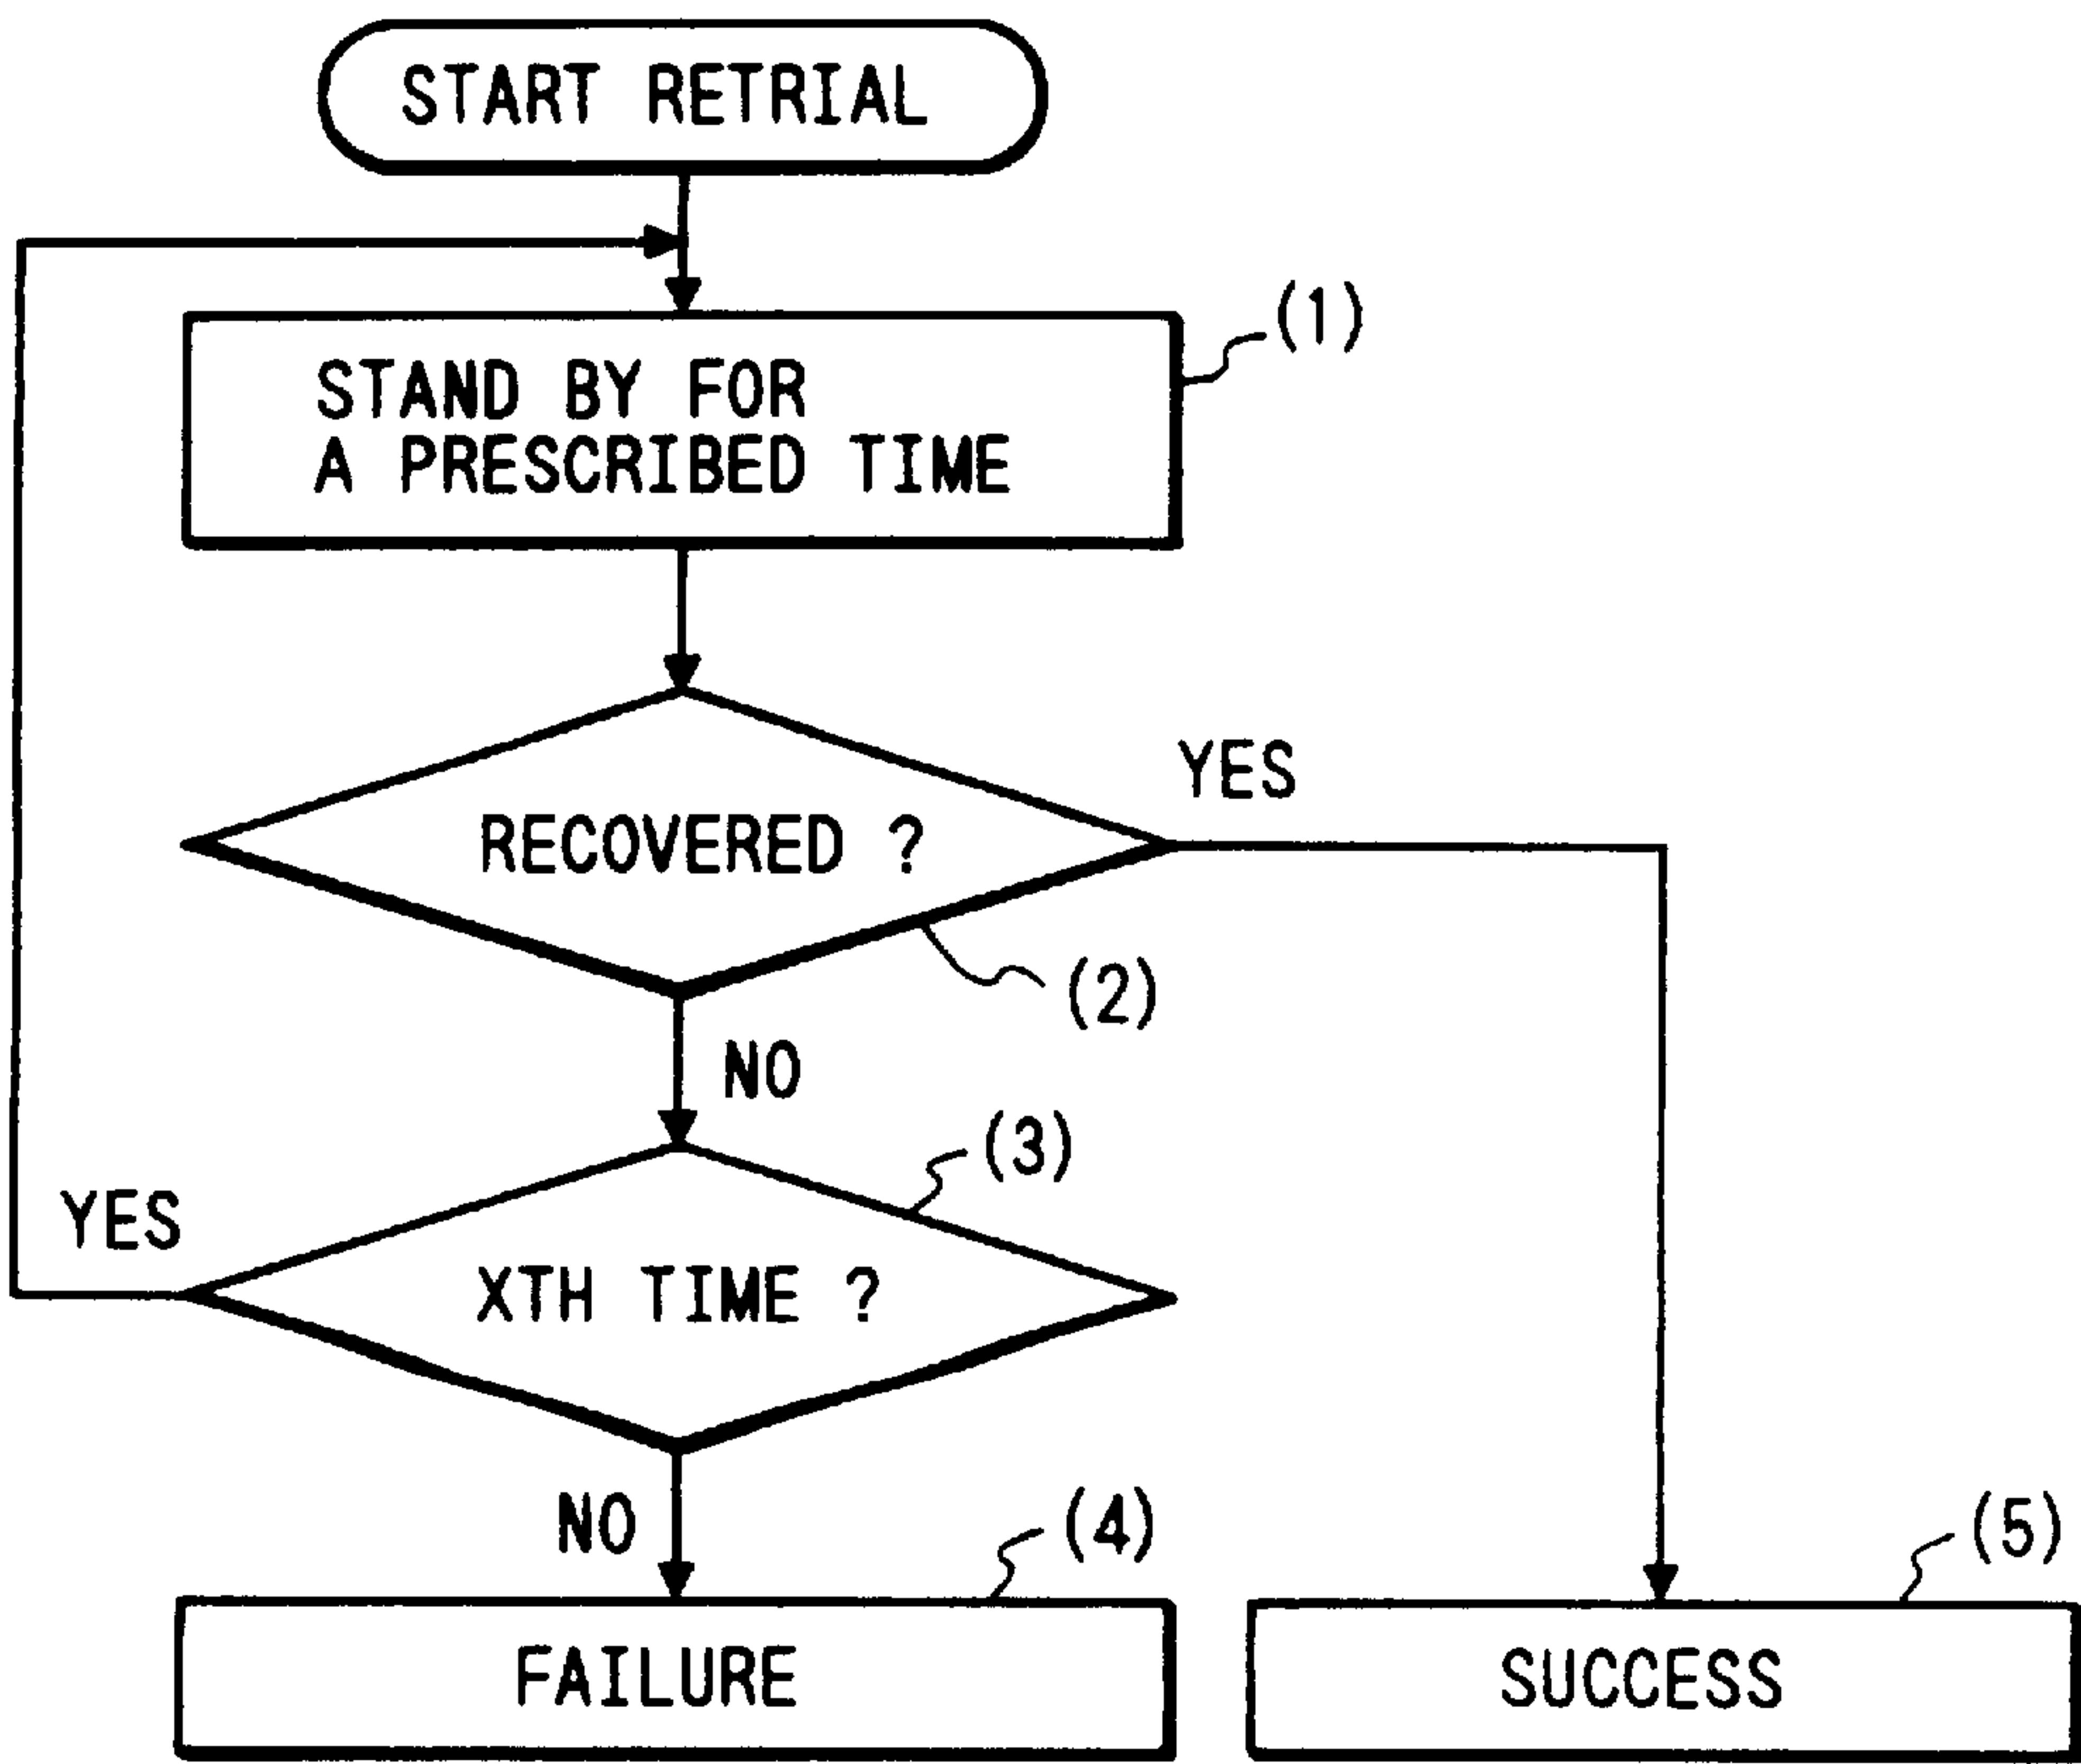 START RETRIAL
(1)
STAND BY FOR
A PRESCRIBED TIME
YES
RECOVERED ?
(2)
NO
(3)
YES
XTH TIME ?
NO
(4)
(5)
FAILURE
SUCCESS